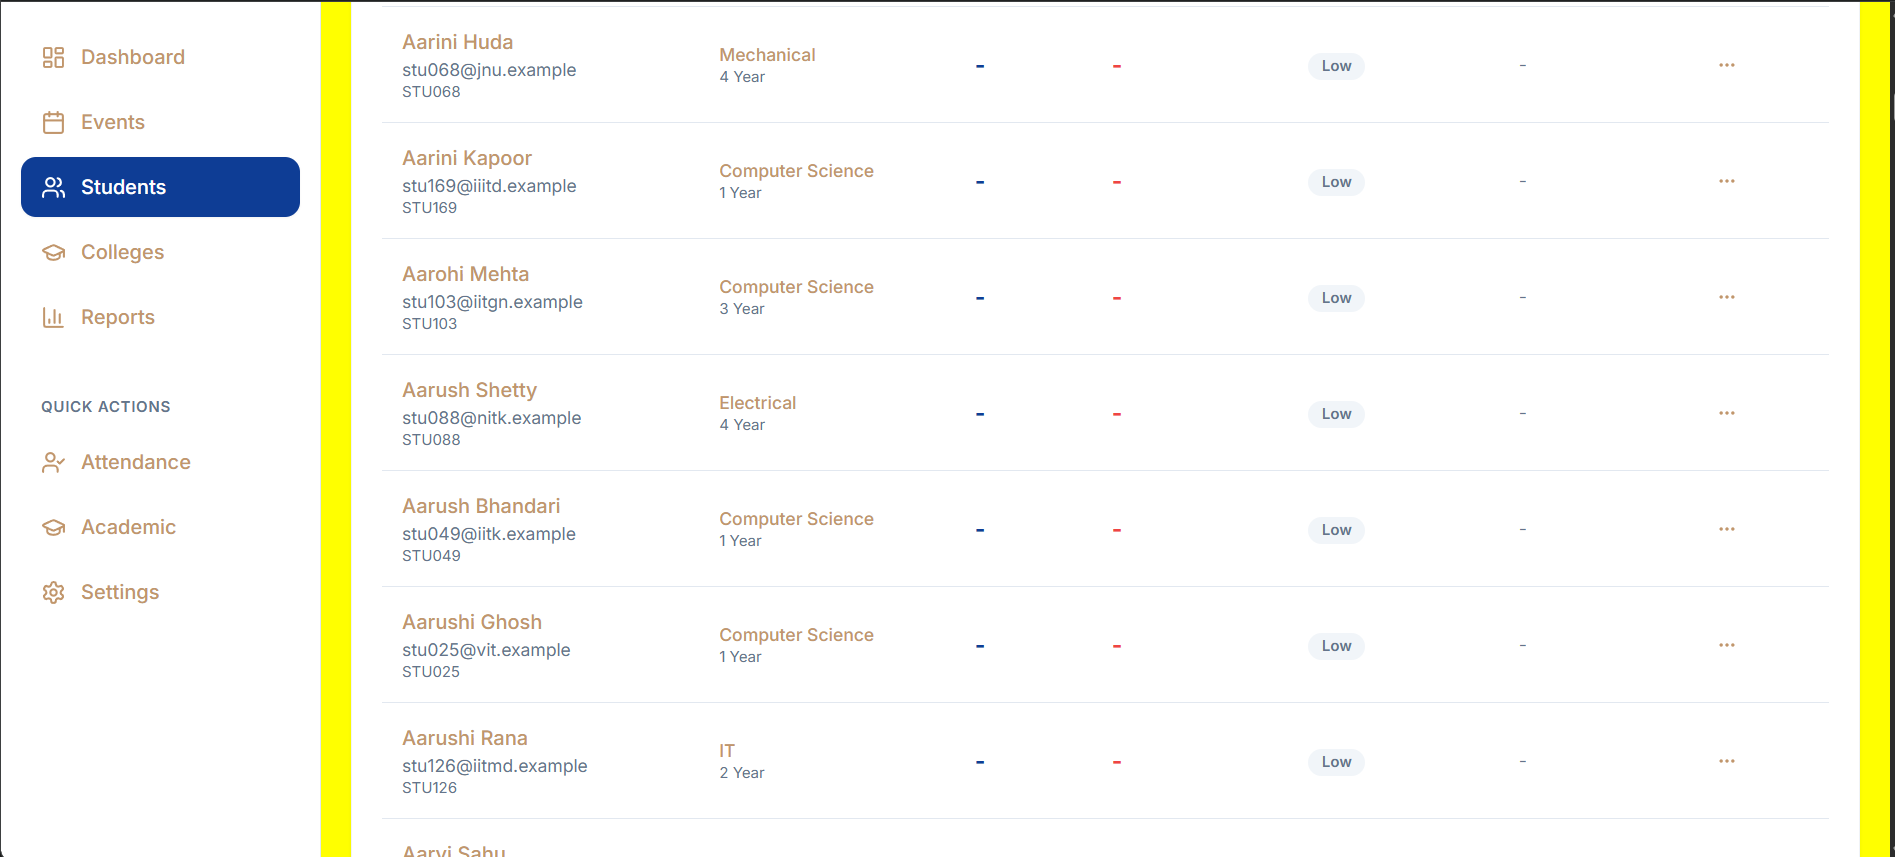 Dashboard
Events
Students
Colleges
Reports
QUICK ACTIONS
Attendance
Academic
Settings
Aarini Huda
stu068@jnu.example
STU068
Mechanical
4 Year
-
-
Low
-
Aarini Kapoor
stu169@iiitd.example
STU169
Computer Science
1 Year
-
-
Low
-
Aarohi Mehta
stu103@iitgn.example
STU103
Computer Science
3 Year
-
-
Low
-
Aarush Shetty
stu088@nitk.example
STU088
Electrical
4 Year
-
-
Low
-
Aarush Bhandari
stu049@iitk.example
STU049
Computer Science
1 Year
-
-
Low
-
Aarushi Ghosh
stu025@vit.example
STU025
Computer Science
1 Year
-
-
Low
-
Aarushi Rana
stu126@iitmd.example
STU126
IT
2 Year
-
-
Low
-
Aarvi Sahu